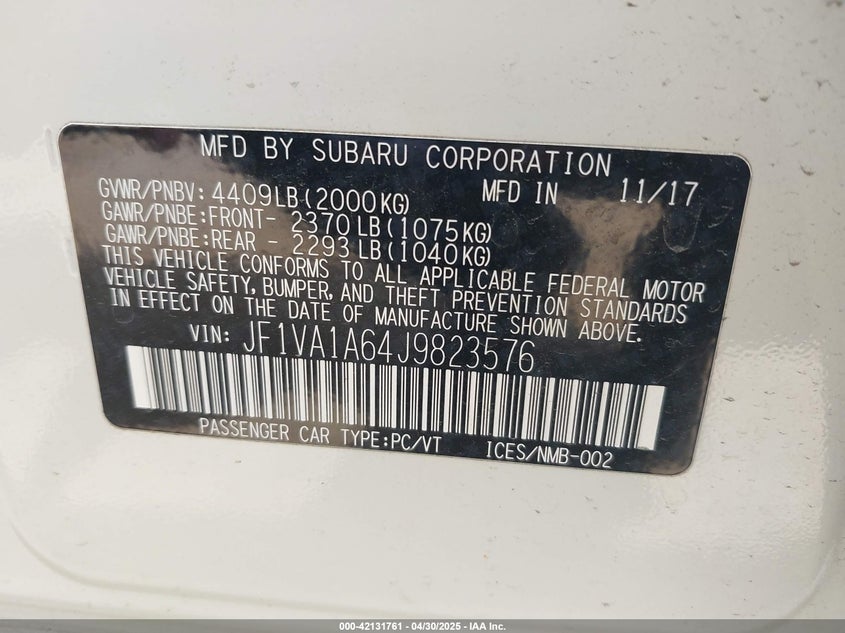 MFD BY SUBARU CORPORATION
GVWR/PNBV: 4409LB(2000KG) MFD IN 11/17
GAWR/PNBE:FRONT- 2370LB(1075KG)
GAWR/PNBE:REAR - 2293LB(1040KG)
THIS VEHICLE CONFORMS TO ALL APPLICABLE FEDERAL MOTOR
VEHICLE SAFETY, BUMPER, AND THEFT PREVENTION STANDARDS
IN EFFECT ON THE DATE OF MANUFACTURE SHOWN ABOVE.
VIN: JF1VA1A64J9823576
PASSENGER CAR TYPE:PC/VT ICES/NMB-002
000-42131761 - 04/30/2025 - IAA Inc.